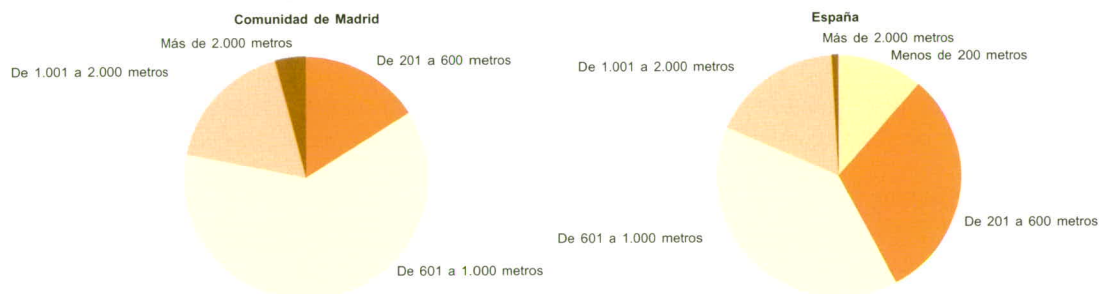 Comunidad de Madrid
Más de 2.000 metros
De 201 a 600 metros
De 1.001 a 2.000 metros
De 601 a 1.000 metros
España
Más de 2.000 metros
Menos de 200 metros
De 1.001 a 2.000 metros
De 201 a 600 metros
De 601 a 1.000 metros